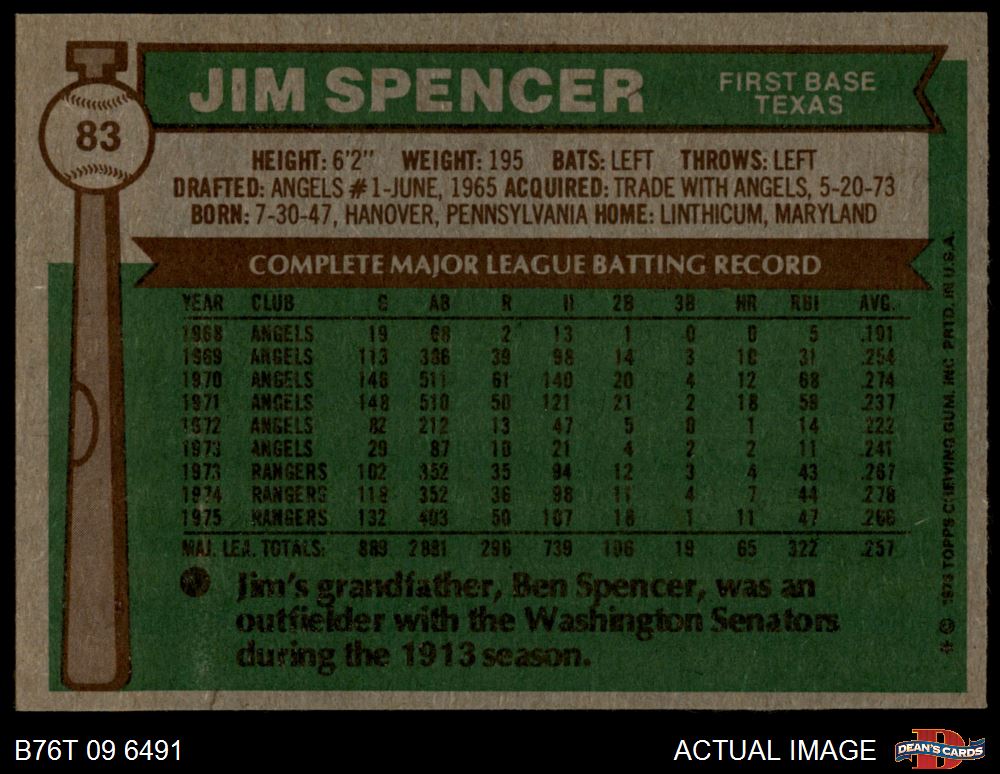 JIM SPENCER
FIRST BASE
TEXAS
83
HEIGHT: 6'2" WEIGHT: 195 BATS: LEFT THROWS: LEFT
DRAFTED: ANGELS #1-JUNE, 1965 ACQUIRED: TRADE WITH ANGELS, 5-20-73
BORN: 7-30-47, HANOVER, PENNSYLVANIA HOME: LINTHICUM, MARYLAND
COMPLETE MAJOR LEAGUE BATTING RECORD
YEAR CLUB G AB R H 2B 3B HR RBI AVG.
1968 ANGELS 19 68 2 13 1 0 0 5 .191
1969 ANGELS 113 386 39 98 14 3 10 31 .254
1970 ANGELS 146 511 61 140 20 4 12 68 .274
1971 ANGELS 148 510 50 121 21 2 18 59 .237
1972 ANGELS 82 212 13 47 5 0 1 14 .222
1973 ANGELS 29 87 10 21 4 2 2 11 .241
1973 RANGERS 102 352 35 94 12 3 4 43 .267
1974 RANGERS 118 352 36 98 11 4 7 44 .278
1975 RANGERS 132 403 50 107 18 1 11 47 .266
MAJ. LEA. TOTALS: 889 2881 296 739 106 19 65 322 .257
Jim's grandfather, Ben Spencer, was an
outfielder with the Washington Senators
during the 1913 season.
* © 1976 TOPPS CHEWING GUM, INC. PRTD. IN U.S.A.
B76T 09 6491
ACTUAL IMAGE
D
DEAN'S CARDS